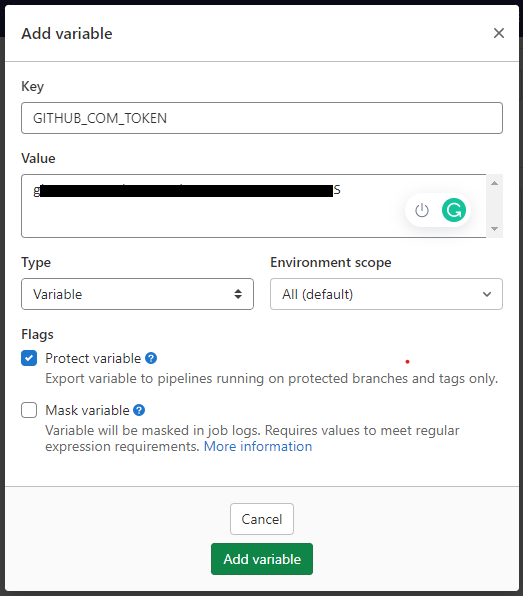 Add variable
Key
GITHUB_COM_TOKEN
Value
g S
Type
Environment scope
Variable
All (default)
Flags
Protect variable
Export variable to pipelines running on protected branches and tags only.
Mask variable
Variable will be masked in job logs. Requires values to meet regular
expression requirements. More information
Cancel
Add variable